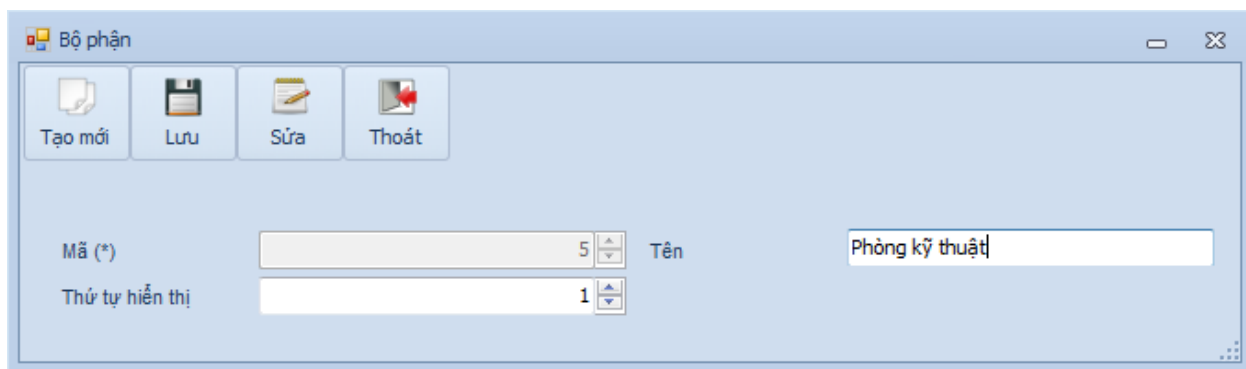 Bộ phận
Tạo mới Lưu Sửa Thoát
Mã (*) 5 Tên Phòng kỹ thuật
Thứ tự hiển thị 1